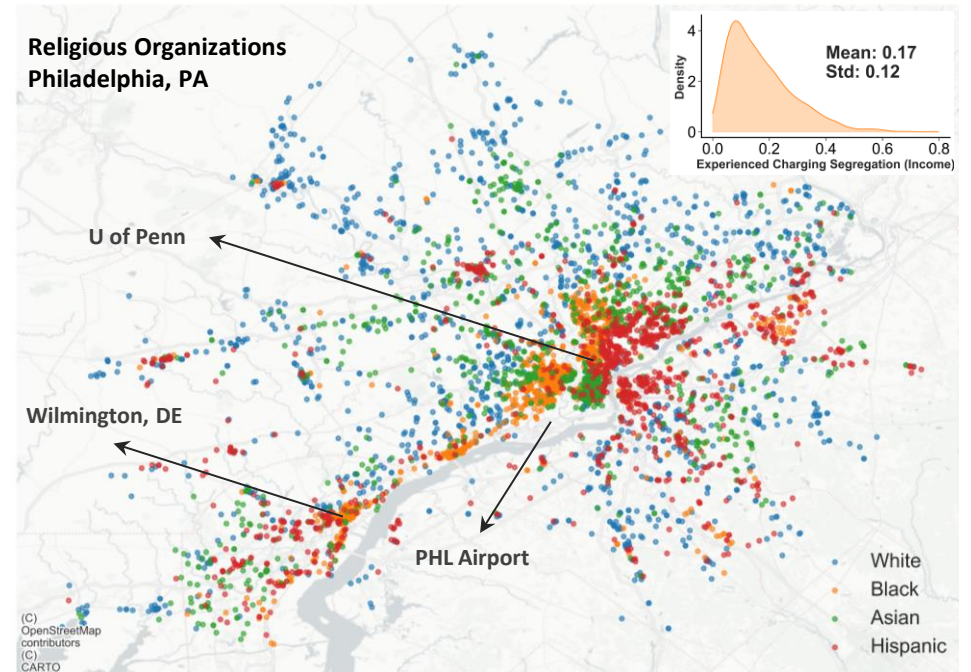 Religious Organizations
Philadelphia, PA
4
2
0
Density
Mean: 0.17
Std: 0.12
0.0 0.2 0.4 0.6 0.8
Experienced Charging Segregation (Income)
U of Penn
Wilmington, DE
PHL Airport
White
Black
Asian
Hispanic
(C)
OpenStreetMap
contributors
(C)
CARTO